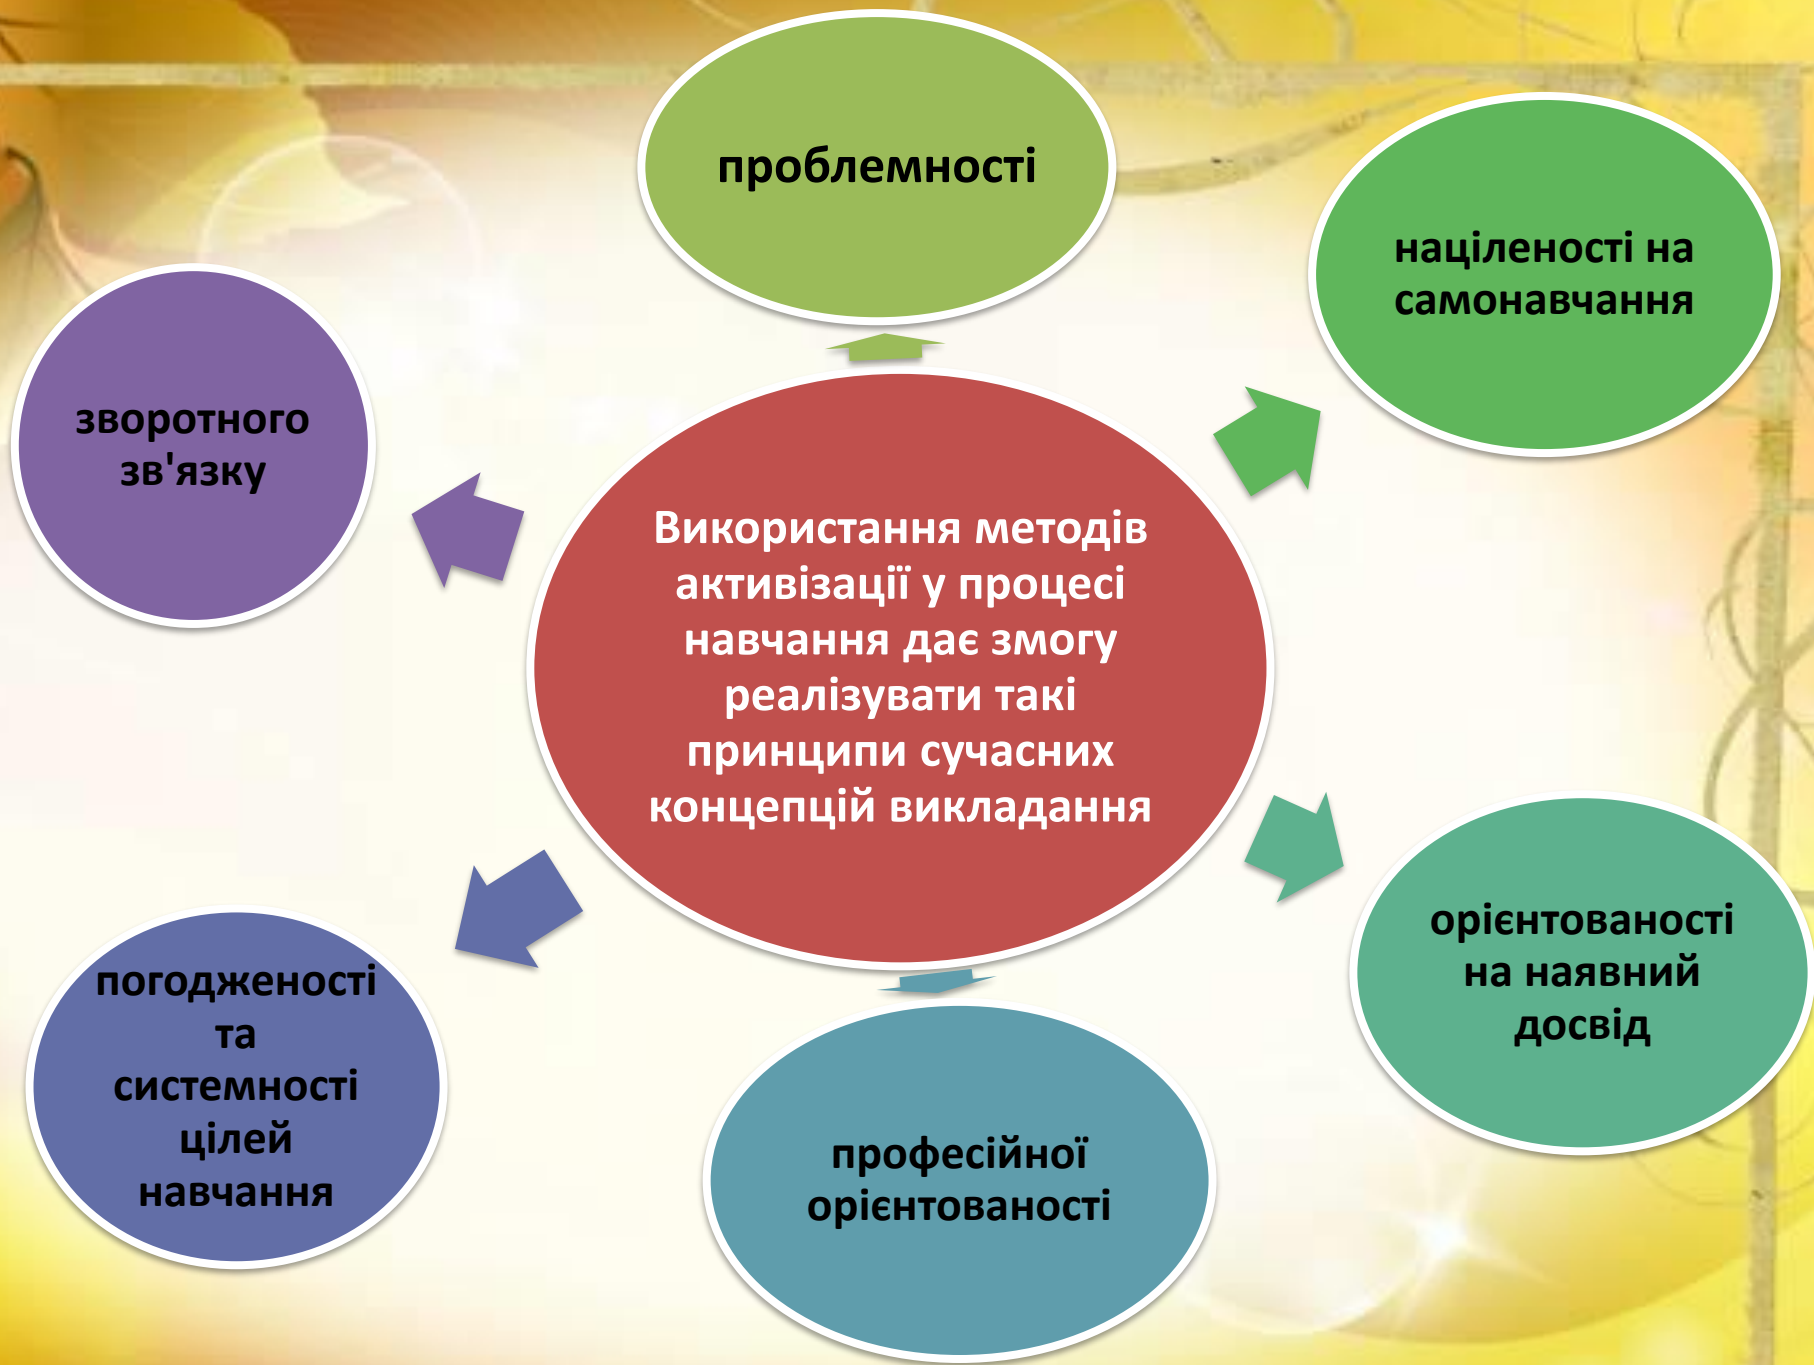 проблемності
націленості на
самонавчання
зворотного
зв'язку
Використання методів
активізації у процесі
навчання дає змогу
реалізувати такі
принципи сучасних
концепцій викладання
орієнтованості
на наявний
досвід
погодженості
та
системності
цілей
навчання
професійної
орієнтованості